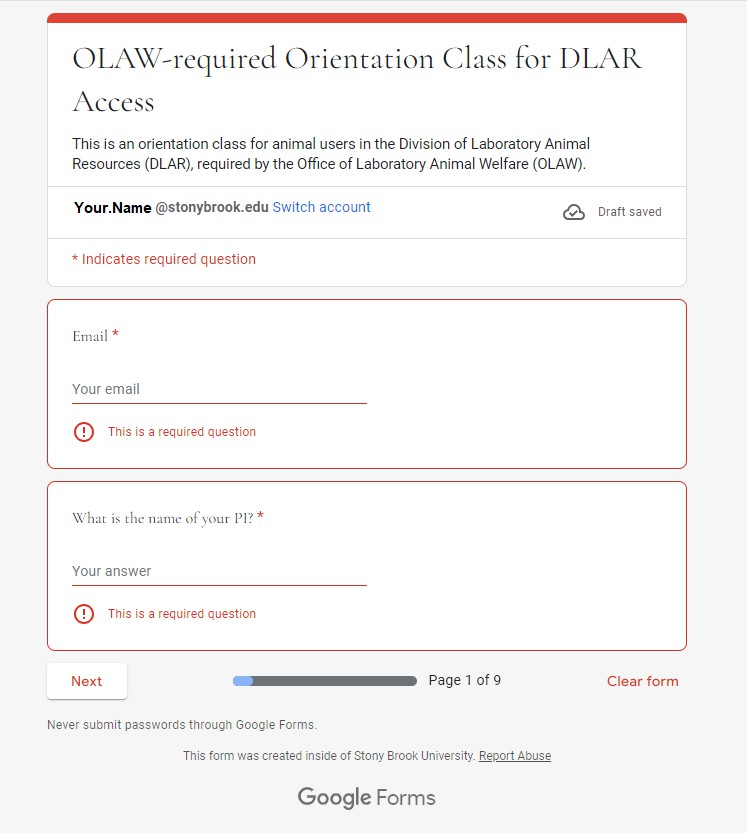 OLAW-required Orientation Class for DLAR
Access
This is an orientation class for animal users in the Division of Laboratory Animal
Resources (DLAR), required by the Office of Laboratory Animal Welfare (OLAW).
Your.Name @stonybrook.edu Switch account
Draft saved
* Indicates required question
Email *
Your email
This is a required question
What is the name of your PI? *
Your answer
This is a required question
Next
Page 1 of 9
Clear form
Never submit passwords through Google Forms.
This form was created inside of Stony Brook University. Report Abuse
Google Forms